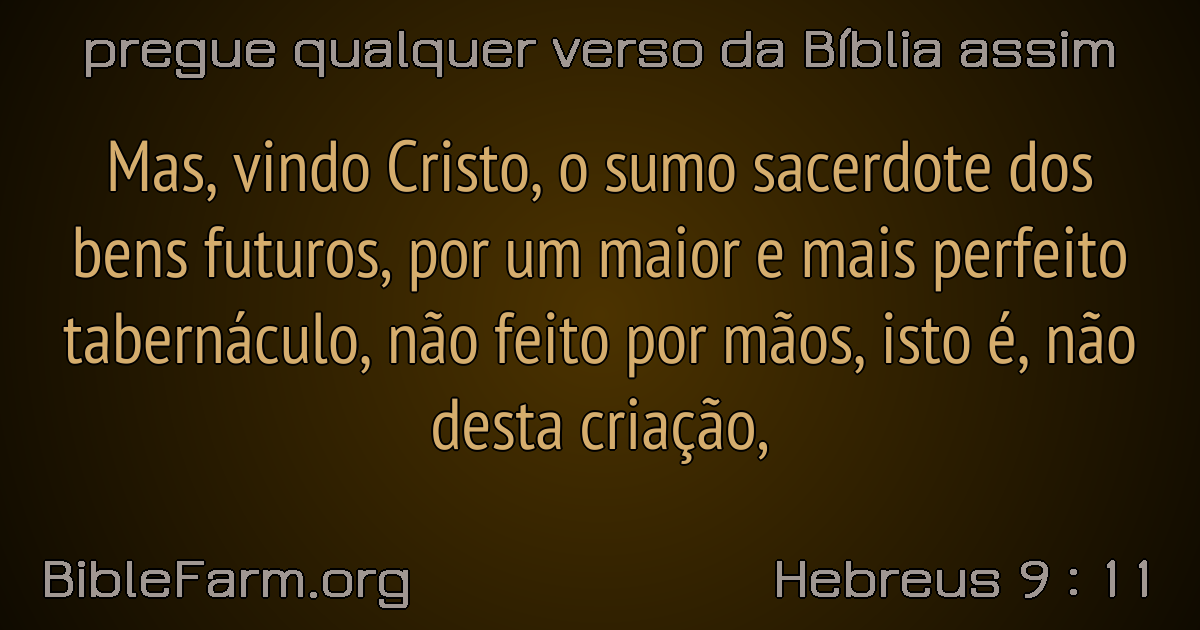 pregue qualquer verso da Bíblia assim
Mas, vindo Cristo, o sumo sacerdote dos
bens futuros, por um maior e mais perfeito
tabernáculo, não feito por mãos, isto é, não
desta criação,
BibleFarm.org
Hebreus 9 : 11